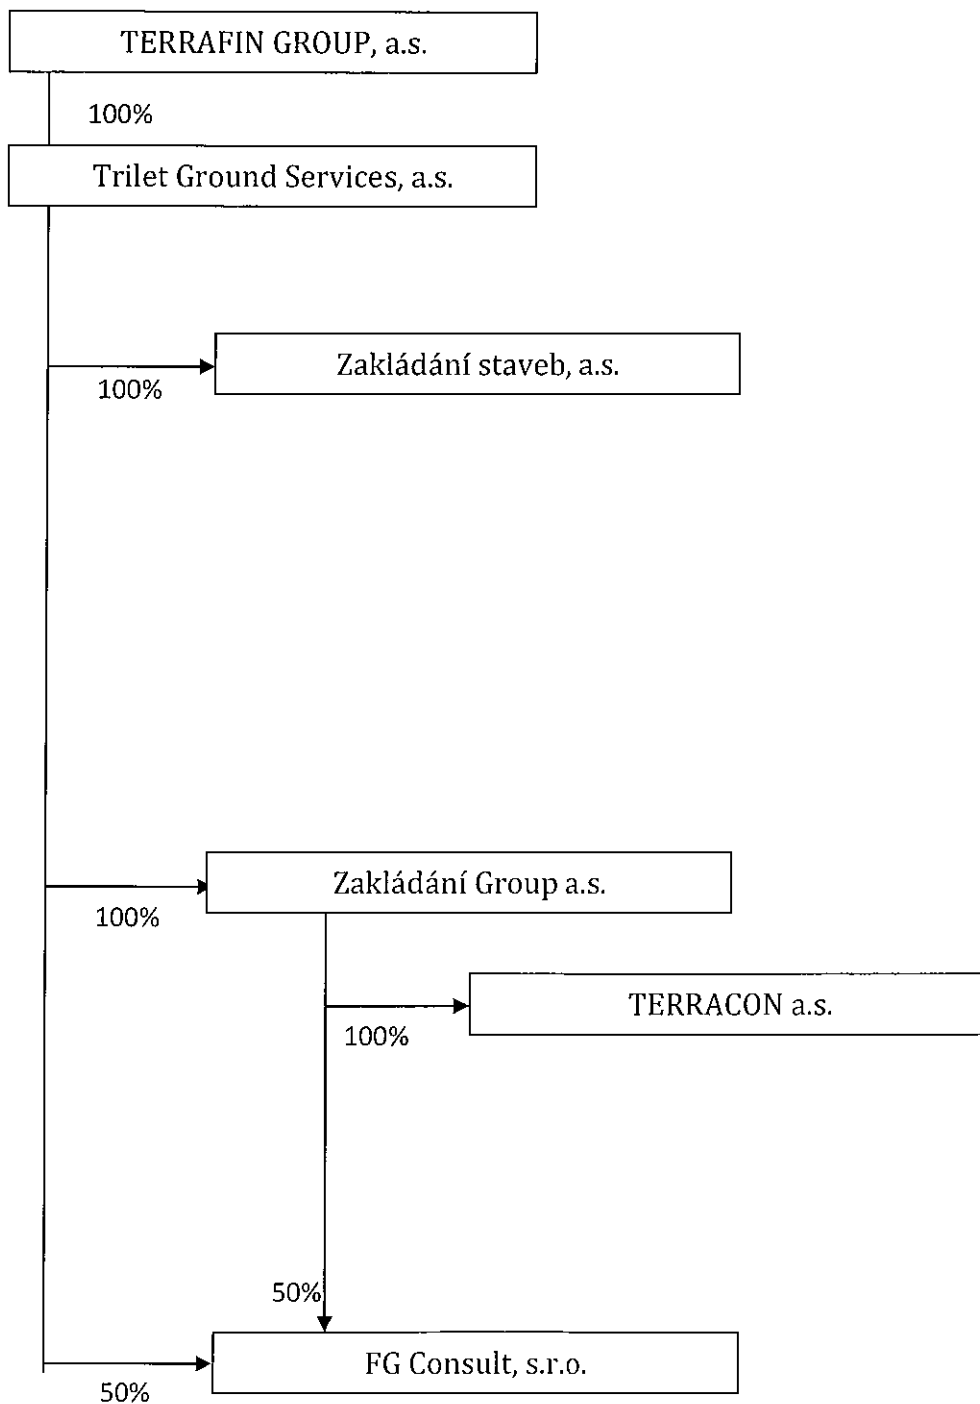 TERRAFIN GROUP, a.s.
100%
Trilet Ground Services, a.s.
Zakládání staveb, a.s.
100%
Zakládání Group a.s.
100%
TERRACON a.s.
100%
50%
FG Consult, s.r.o.
50%